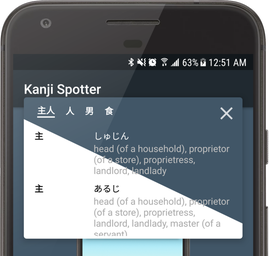 63% 12:51 AM
Kanji Spotter
主人 人 男 食
主 しゅじん
head (of a household), proprietor
(of a store), proprietress,
landlord, landlady
主 あるじ
head (of a household), proprietor
(of a store), proprietress,
landlord, landlady, master (of a
servant)